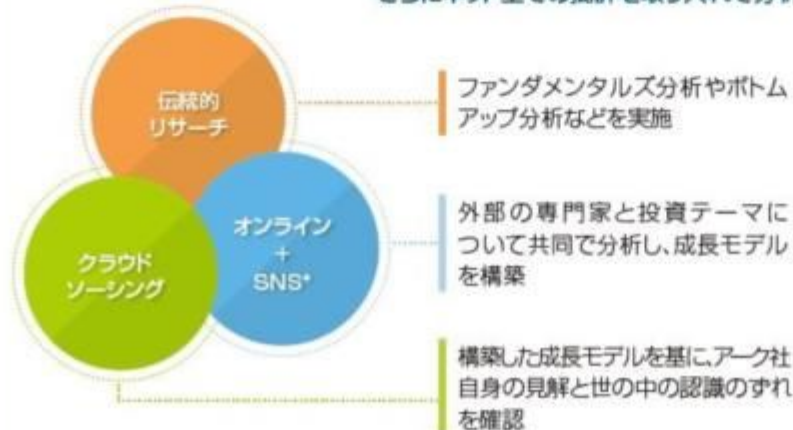 伝統的
リサーチ
ファンダメンタルズ分析やボトム
アップ分析などを実施
オンライン
+
SNS*
外部の専門家と投資テーマに
ついて共同で分析し、成長モデル
を構築
クラウド
ソーシング
構築した成長モデルを基に、アーク社
自身の見解と世の中の認識のずれ
を確認